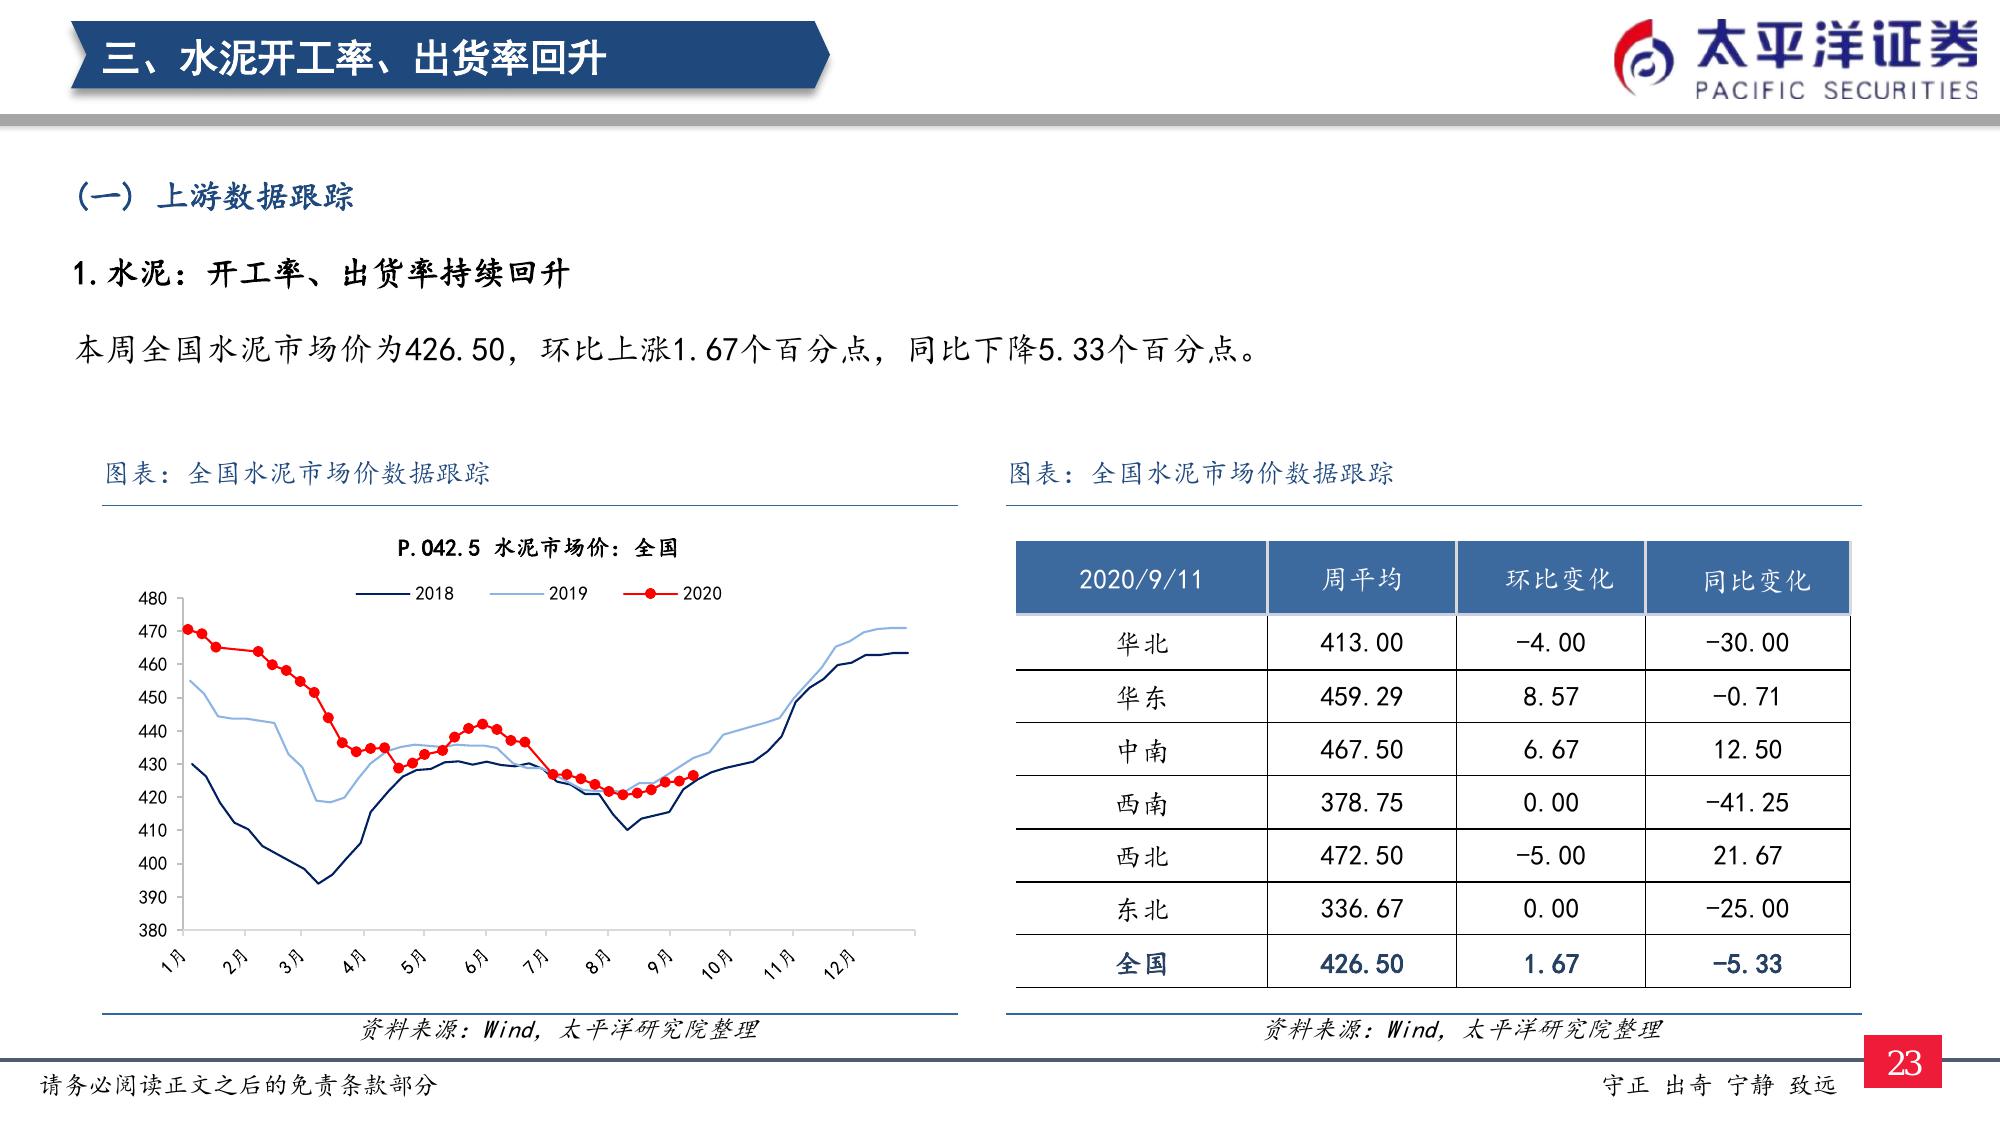 三、水泥开工率、出货率回升
太平洋证券
PACIFIC SECURITIES
(一) 上游数据跟踪
1.水泥：开工率、出货率持续回升
本周全国水泥市场价为426.50，环比上涨1.67个百分点，同比下降5.33个百分点。
图表：全国水泥市场价数据跟踪
P.042.5 水泥市场价：全国
2018 2019 2020
480
470
460
450
440
430
420
410
400
390
380
1月 2月 3月 4月 5月 6月 7月 8月 9月 10月 11月 12月
资料来源：Wind，太平洋研究院整理
图表：全国水泥市场价数据跟踪
2020/9/11 周平均 环比变化 同比变化
华北 413.00 -4.00 -30.00
华东 459.29 8.57 -0.71
中南 467.50 6.67 12.50
西南 378.75 0.00 -41.25
西北 472.50 -5.00 21.67
东北 336.67 0.00 -25.00
全国 426.50 1.67 -5.33
资料来源：Wind，太平洋研究院整理
请务必阅读正文之后的免责条款部分
守正 出奇 宁静 致远
23